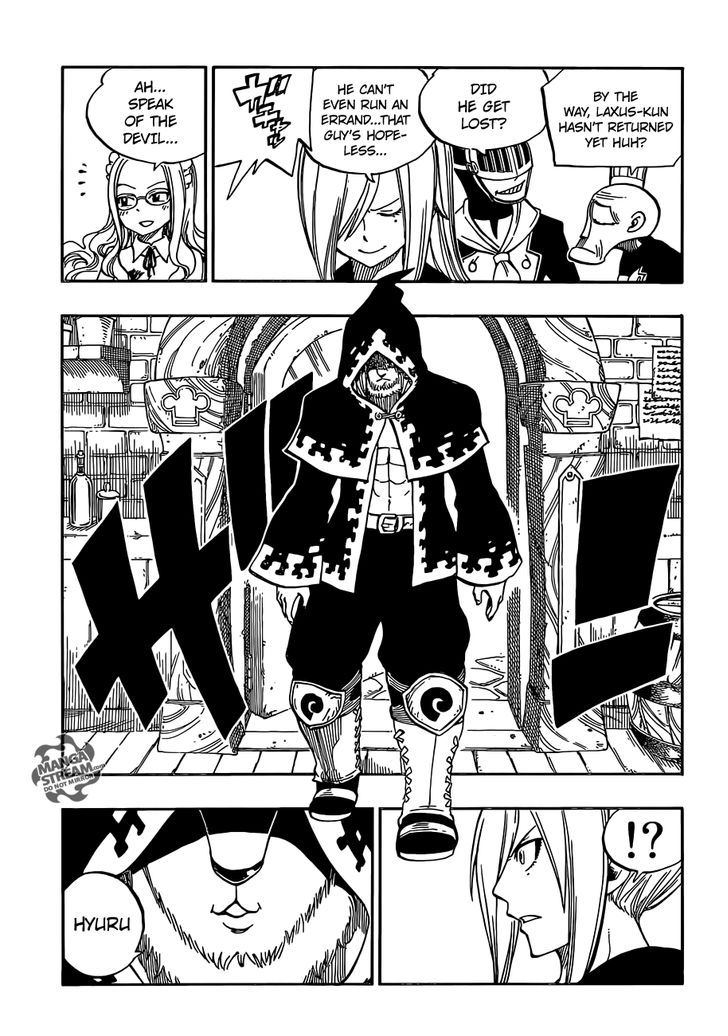 BY THE
WAY, LAXUS-KUN
HASN'T RETURNED
YET HUH?
DID
HE GET
LOST?
HE CAN'T
EVEN RUN AN
ERRAND...THAT
GUY'S HOPE-
LESS...
AH...
SPEAK
OF THE
DEVIL...
MANGA
STREAM.com
DO NOT MIRROR!
!?
HYURU